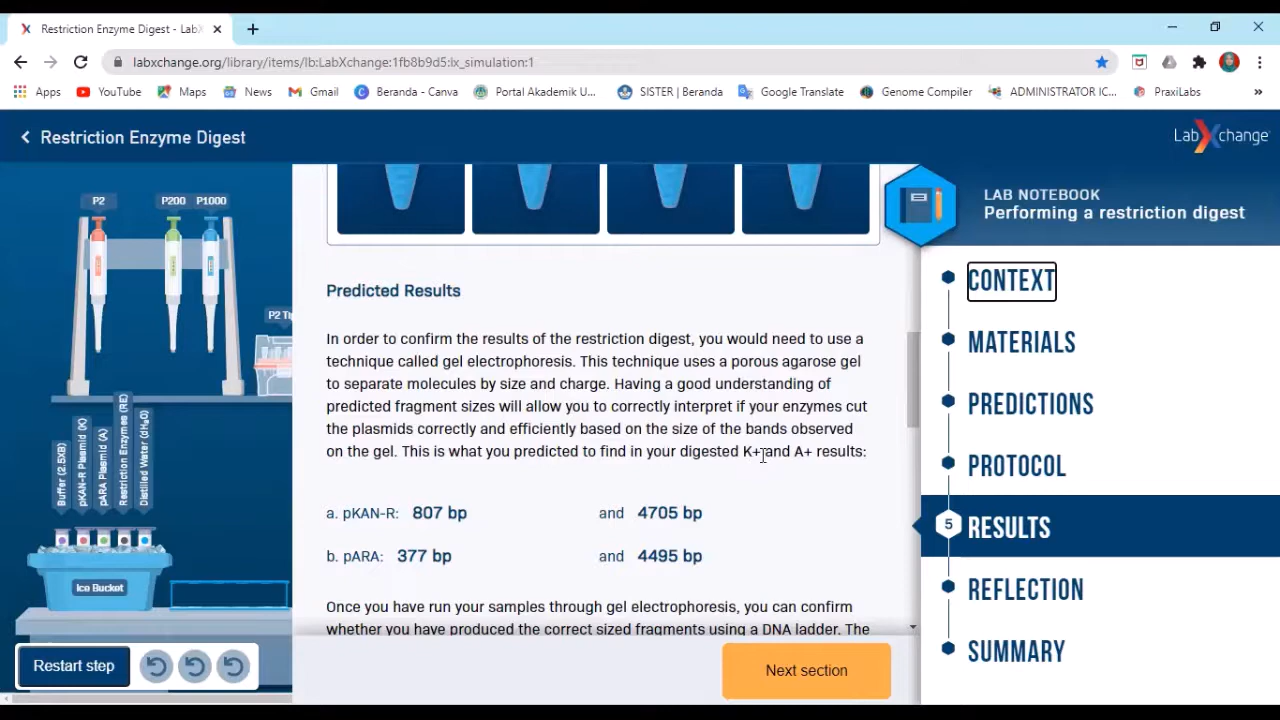 Restriction Enzyme Digest - LabX
labxchange.org/library/items/lb:LabXchange:1fb8b9d5:lx_simulation:1
Apps YouTube Maps News Gmail Beranda - Canva Portal Akademik U... SISTER | Beranda Google Translate Genome Compiler ADMINISTRATOR IC... PraxiLabs »
Restriction Enzyme Digest
LabXchange
P2 P200 P1000
P2 Ti
Buffer (2.5XB)
pKAN-R Plasmid (K)
pARA Plasmid (A)
Restriction Enzymes (RE)
Distilled Water (dH₂O)
Ice Bucket
Restart step
Predicted Results
In order to confirm the results of the restriction digest, you would need to use a
technique called gel electrophoresis. This technique uses a porous agarose gel
to separate molecules by size and charge. Having a good understanding of
predicted fragment sizes will allow you to correctly interpret if your enzymes cut
the plasmids correctly and efficiently based on the size of the bands observed
on the gel. This is what you predicted to find in your digested K+ and A+ results:
a. pKAN-R: 807 bp and 4705 bp
b. pARA: 377 bp and 4495 bp
Once you have run your samples through gel electrophoresis, you can confirm
whether you have produced the correct sized fragments using a DNA ladder. The
Next section
LAB NOTEBOOK
Performing a restriction digest
CONTEXT
MATERIALS
PREDICTIONS
PROTOCOL
5 RESULTS
REFLECTION
SUMMARY